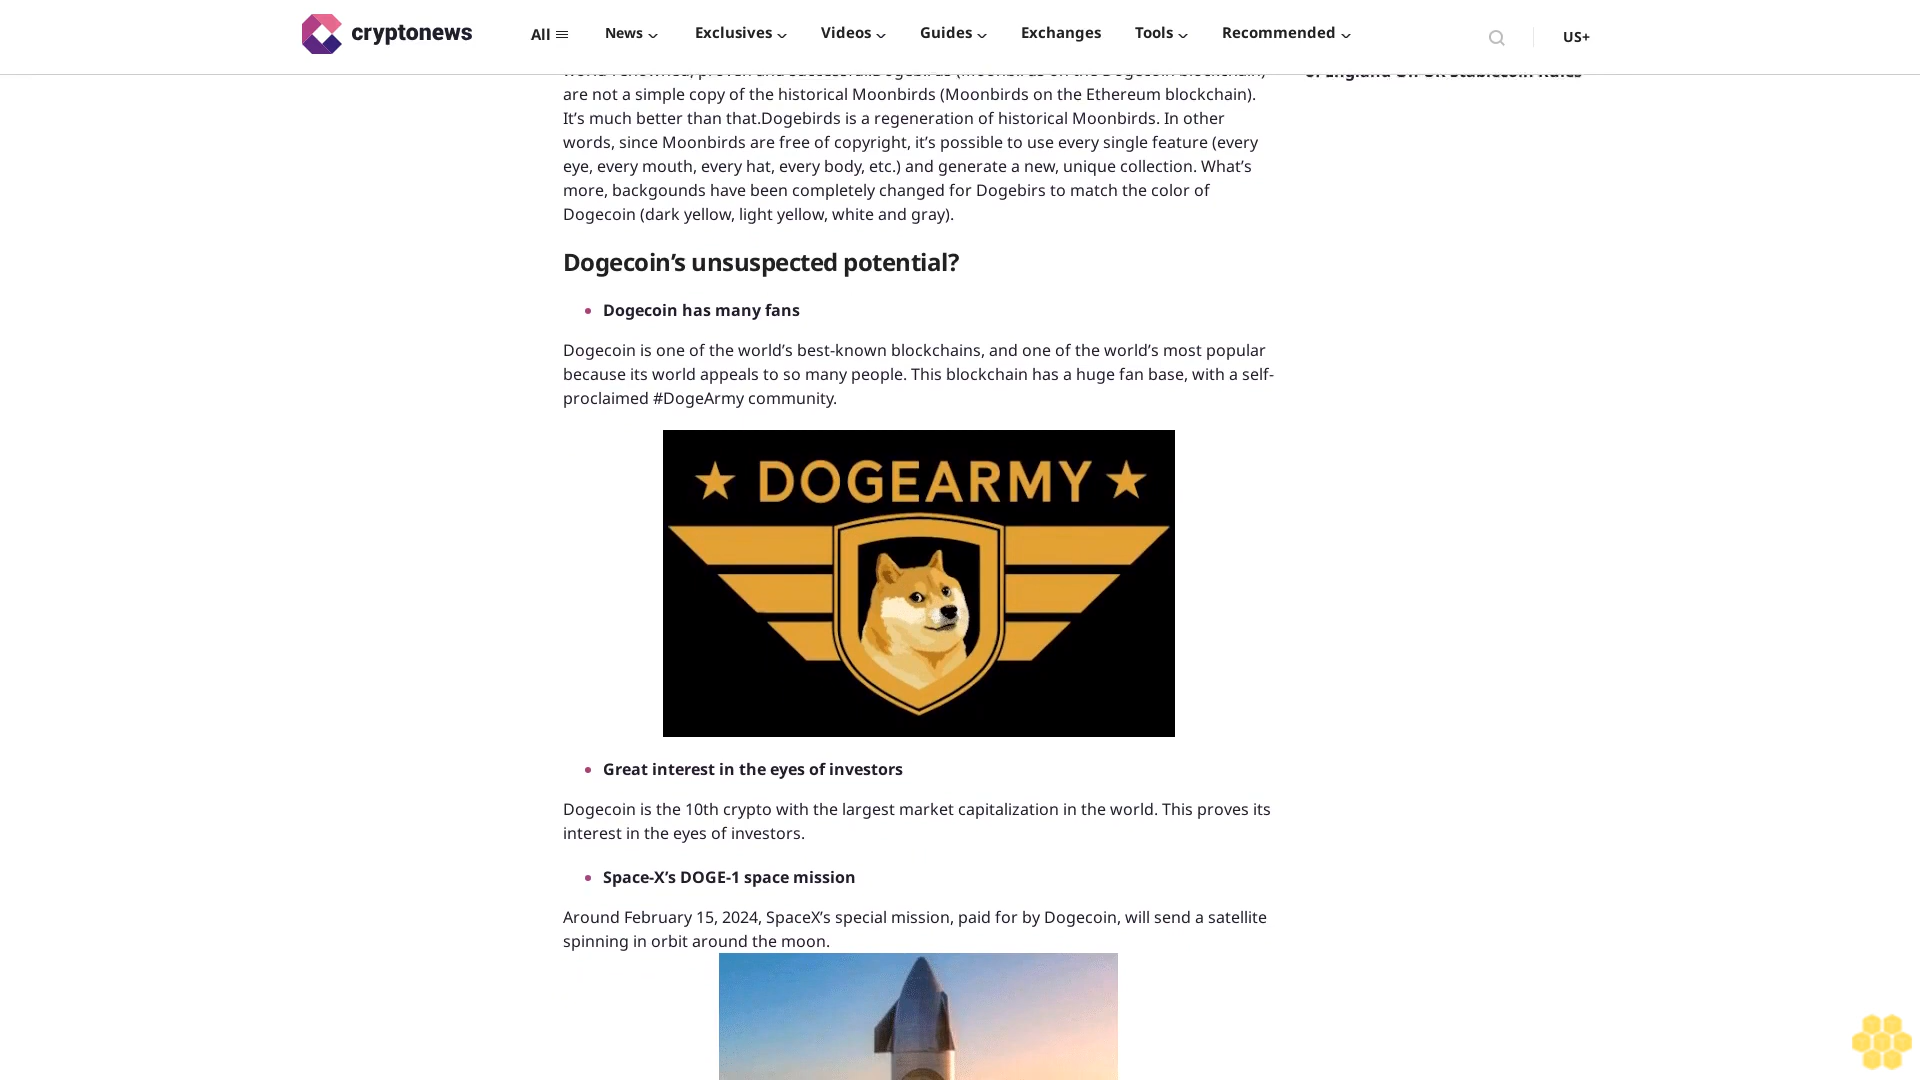 cryptonews
All
News
Exclusives
Videos
Guides
Exchanges
Tools
Recommended
US+
are not a simple copy of the historical Moonbirds (Moonbirds on the Ethereum blockchain).
It’s much better than that.Dogebirds is a regeneration of historical Moonbirds. In other
words, since Moonbirds are free of copyright, it’s possible to use every single feature (every
eye, every mouth, every hat, every body, etc.) and generate a new, unique collection. What’s
more, backgounds have been completely changed for Dogebirs to match the color of
Dogecoin (dark yellow, light yellow, white and gray).
Dogecoin’s unsuspected potential?
Dogecoin has many fans
Dogecoin is one of the world’s best-known blockchains, and one of the world’s most popular
because its world appeals to so many people. This blockchain has a huge fan base, with a self-
proclaimed #DogeArmy community.
DOGEARMY
Great interest in the eyes of investors
Dogecoin is the 10th crypto with the largest market capitalization in the world. This proves its
interest in the eyes of investors.
Space-X’s DOGE-1 space mission
Around February 15, 2024, SpaceX’s special mission, paid for by Dogecoin, will send a satellite
spinning in orbit around the moon.